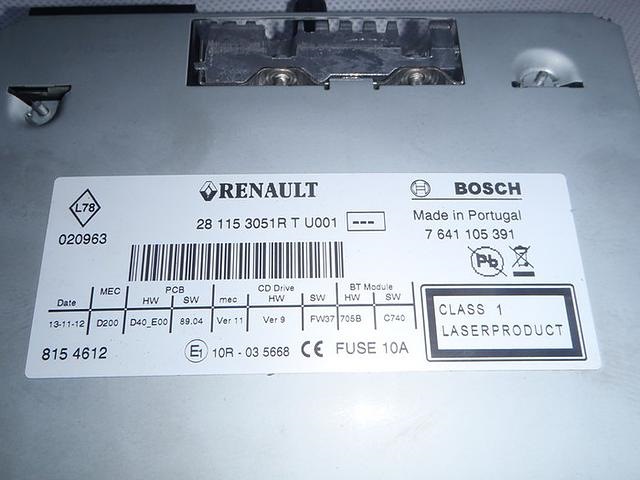 L78
RENAULT
BOSCH
28 115 3051R T U001 ---
Made in Portugal
020963
7 641 105 391
Pb
MEC PCB CD Drive BT Module
Date HW SW mec HW SW HW SW
13-11-12 D200 D40_E00 89.04 Ver 11 Ver 9 FW37 705B C740
CLASS 1
LASERPRODUCT
815 4612
E1 10R - 03 5668 CE FUSE 10A